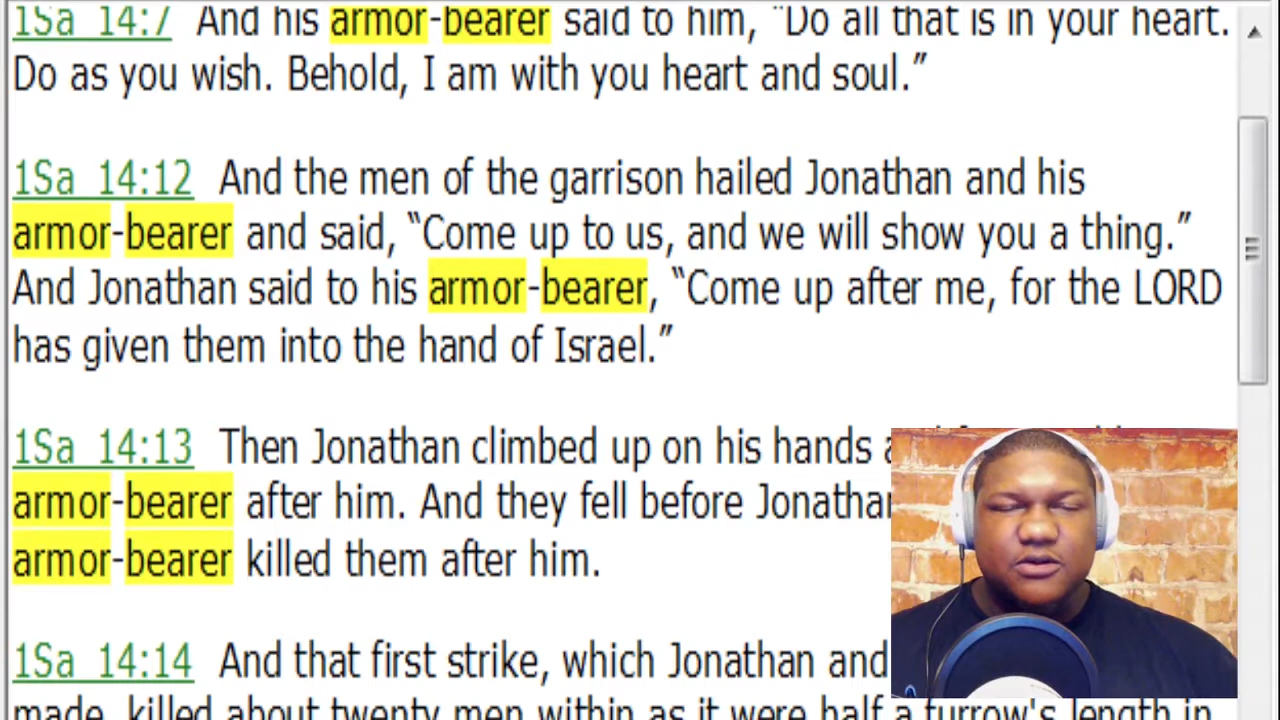 1Sa 14:7 And his armor-bearer said to him, "Do all that is in your heart.
Do as you wish. Behold, I am with you heart and soul.”
1Sa 14:12 And the men of the garrison hailed Jonathan and his
armor-bearer and said, “Come up to us, and we will show you a thing.”
And Jonathan said to his armor-bearer, “Come up after me, for the LORD
has given them into the hand of Israel.”
1Sa 14:13 Then Jonathan climbed up on his hands
armor-bearer after him. And they fell before Jonathan
armor-bearer killed them after him.
1Sa 14:14 And that first strike, which Jonathan and
made, killed about twenty men within as it were half a furrow's length in